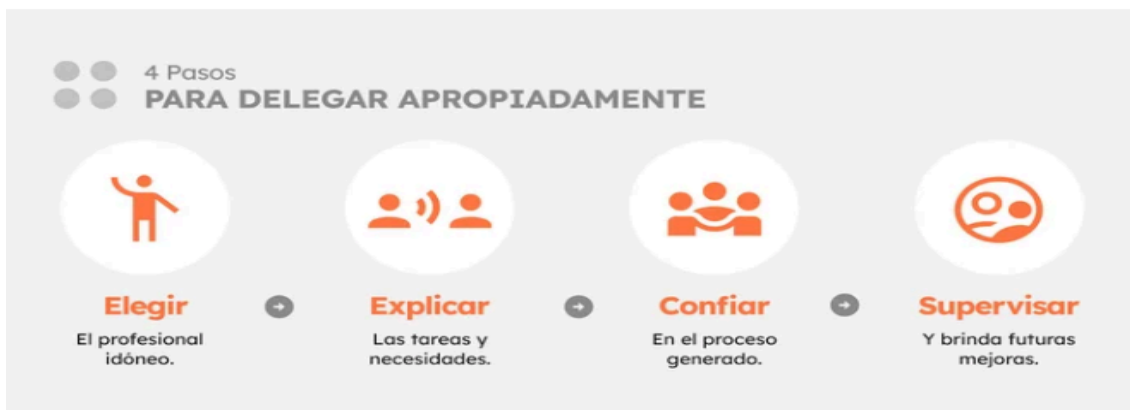 4 Pasos
PARA DELEGAR APROPIADAMENTE
Elegir
El profesional
idóneo.
Explicar
Las tareas y
necesidades.
Confiar
En el proceso
generado.
Supervisar
Y brinda futuras
mejoras.